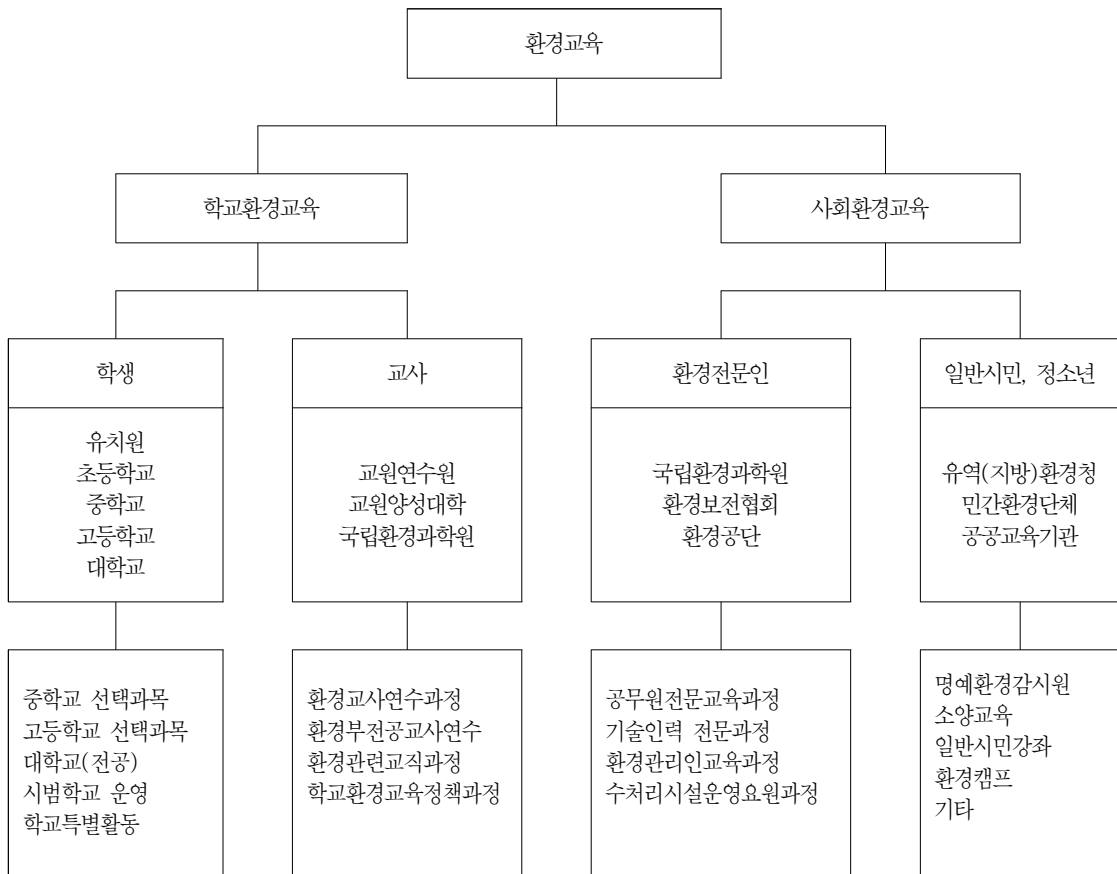 환경교육
학교환경교육
사회환경교육
학생
유치원
초등학교
중학교
고등학교
대학교
중학교 선택과목
고등학교 선택과목
대학교(전공)
시범학교 운영
학교특별활동
교사
교원연수원
교원양성대학
국립환경과학원
환경교사연수과정
환경부전공교사연수
환경관련교직과정
학교환경교육정책과정
환경전문인
국립환경과학원
환경보전협회
환경공단
공무원전문교육과정
기술인력 전문과정
환경관리인교육과정
수처리시설운영요원과정
일반시민, 정소년
유역(지방)환경청
민간환경단체
공공교육기관
명예환경감시원
소양교육
일반시민강좌
환경캠프
기타